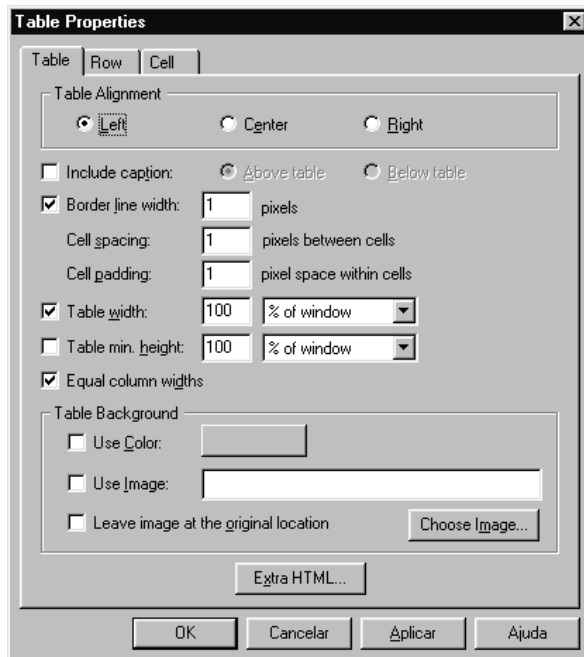 Table Properties
Table Row Cell
Table Alignment
Left Center Right
Include caption: Above table Below table
Border line width: 1 pixels
Cell spacing: 1 pixels between cells
Cell padding: 1 pixel space within cells
Table width: 100 % of window
Table min. height: 100 % of window
Equal column widths
Table Background
Use Color:
Use Image:
Leave image at the original location Choose Image...
Extra HTML...
OK Cancelar Aplicar Ajuda